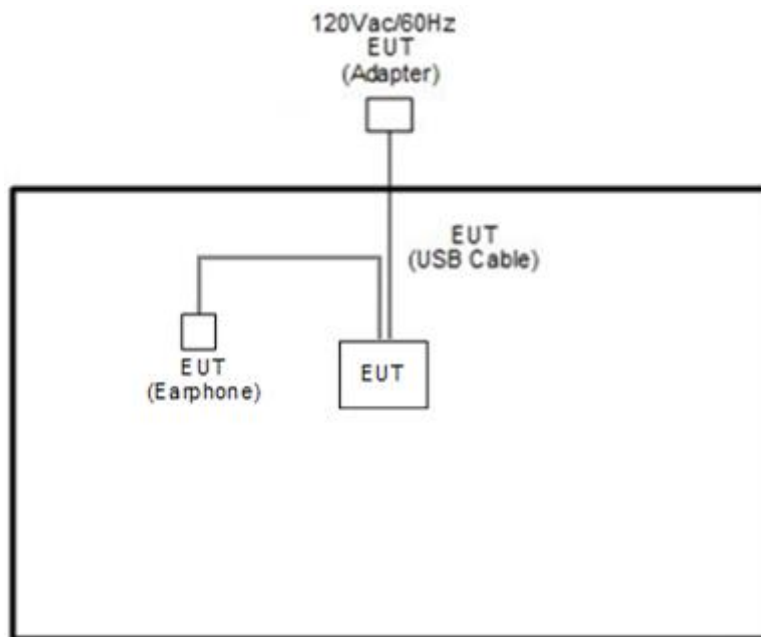 120Vac/60Hz
EUT
(Adapter)
EUT
(USB Cable)
EUT
(Earphone)
EUT